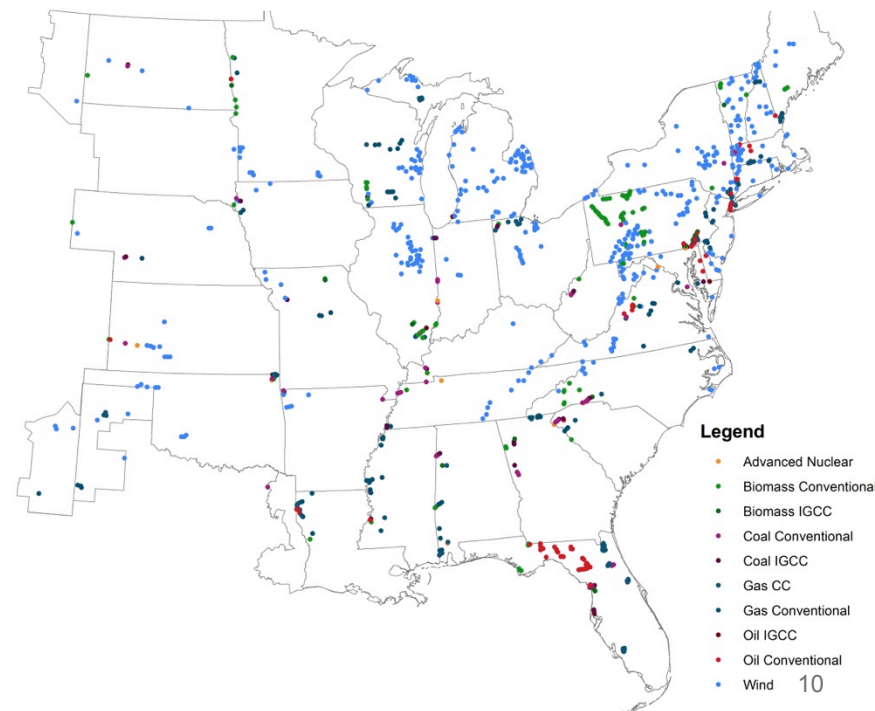 Legend
Advanced Nuclear
Biomass Conventional
Biomass IGCC
Coal Conventional
Coal IGCC
Gas CC
Gas Conventional
Oil IGCC
Oil Conventional
Wind 10